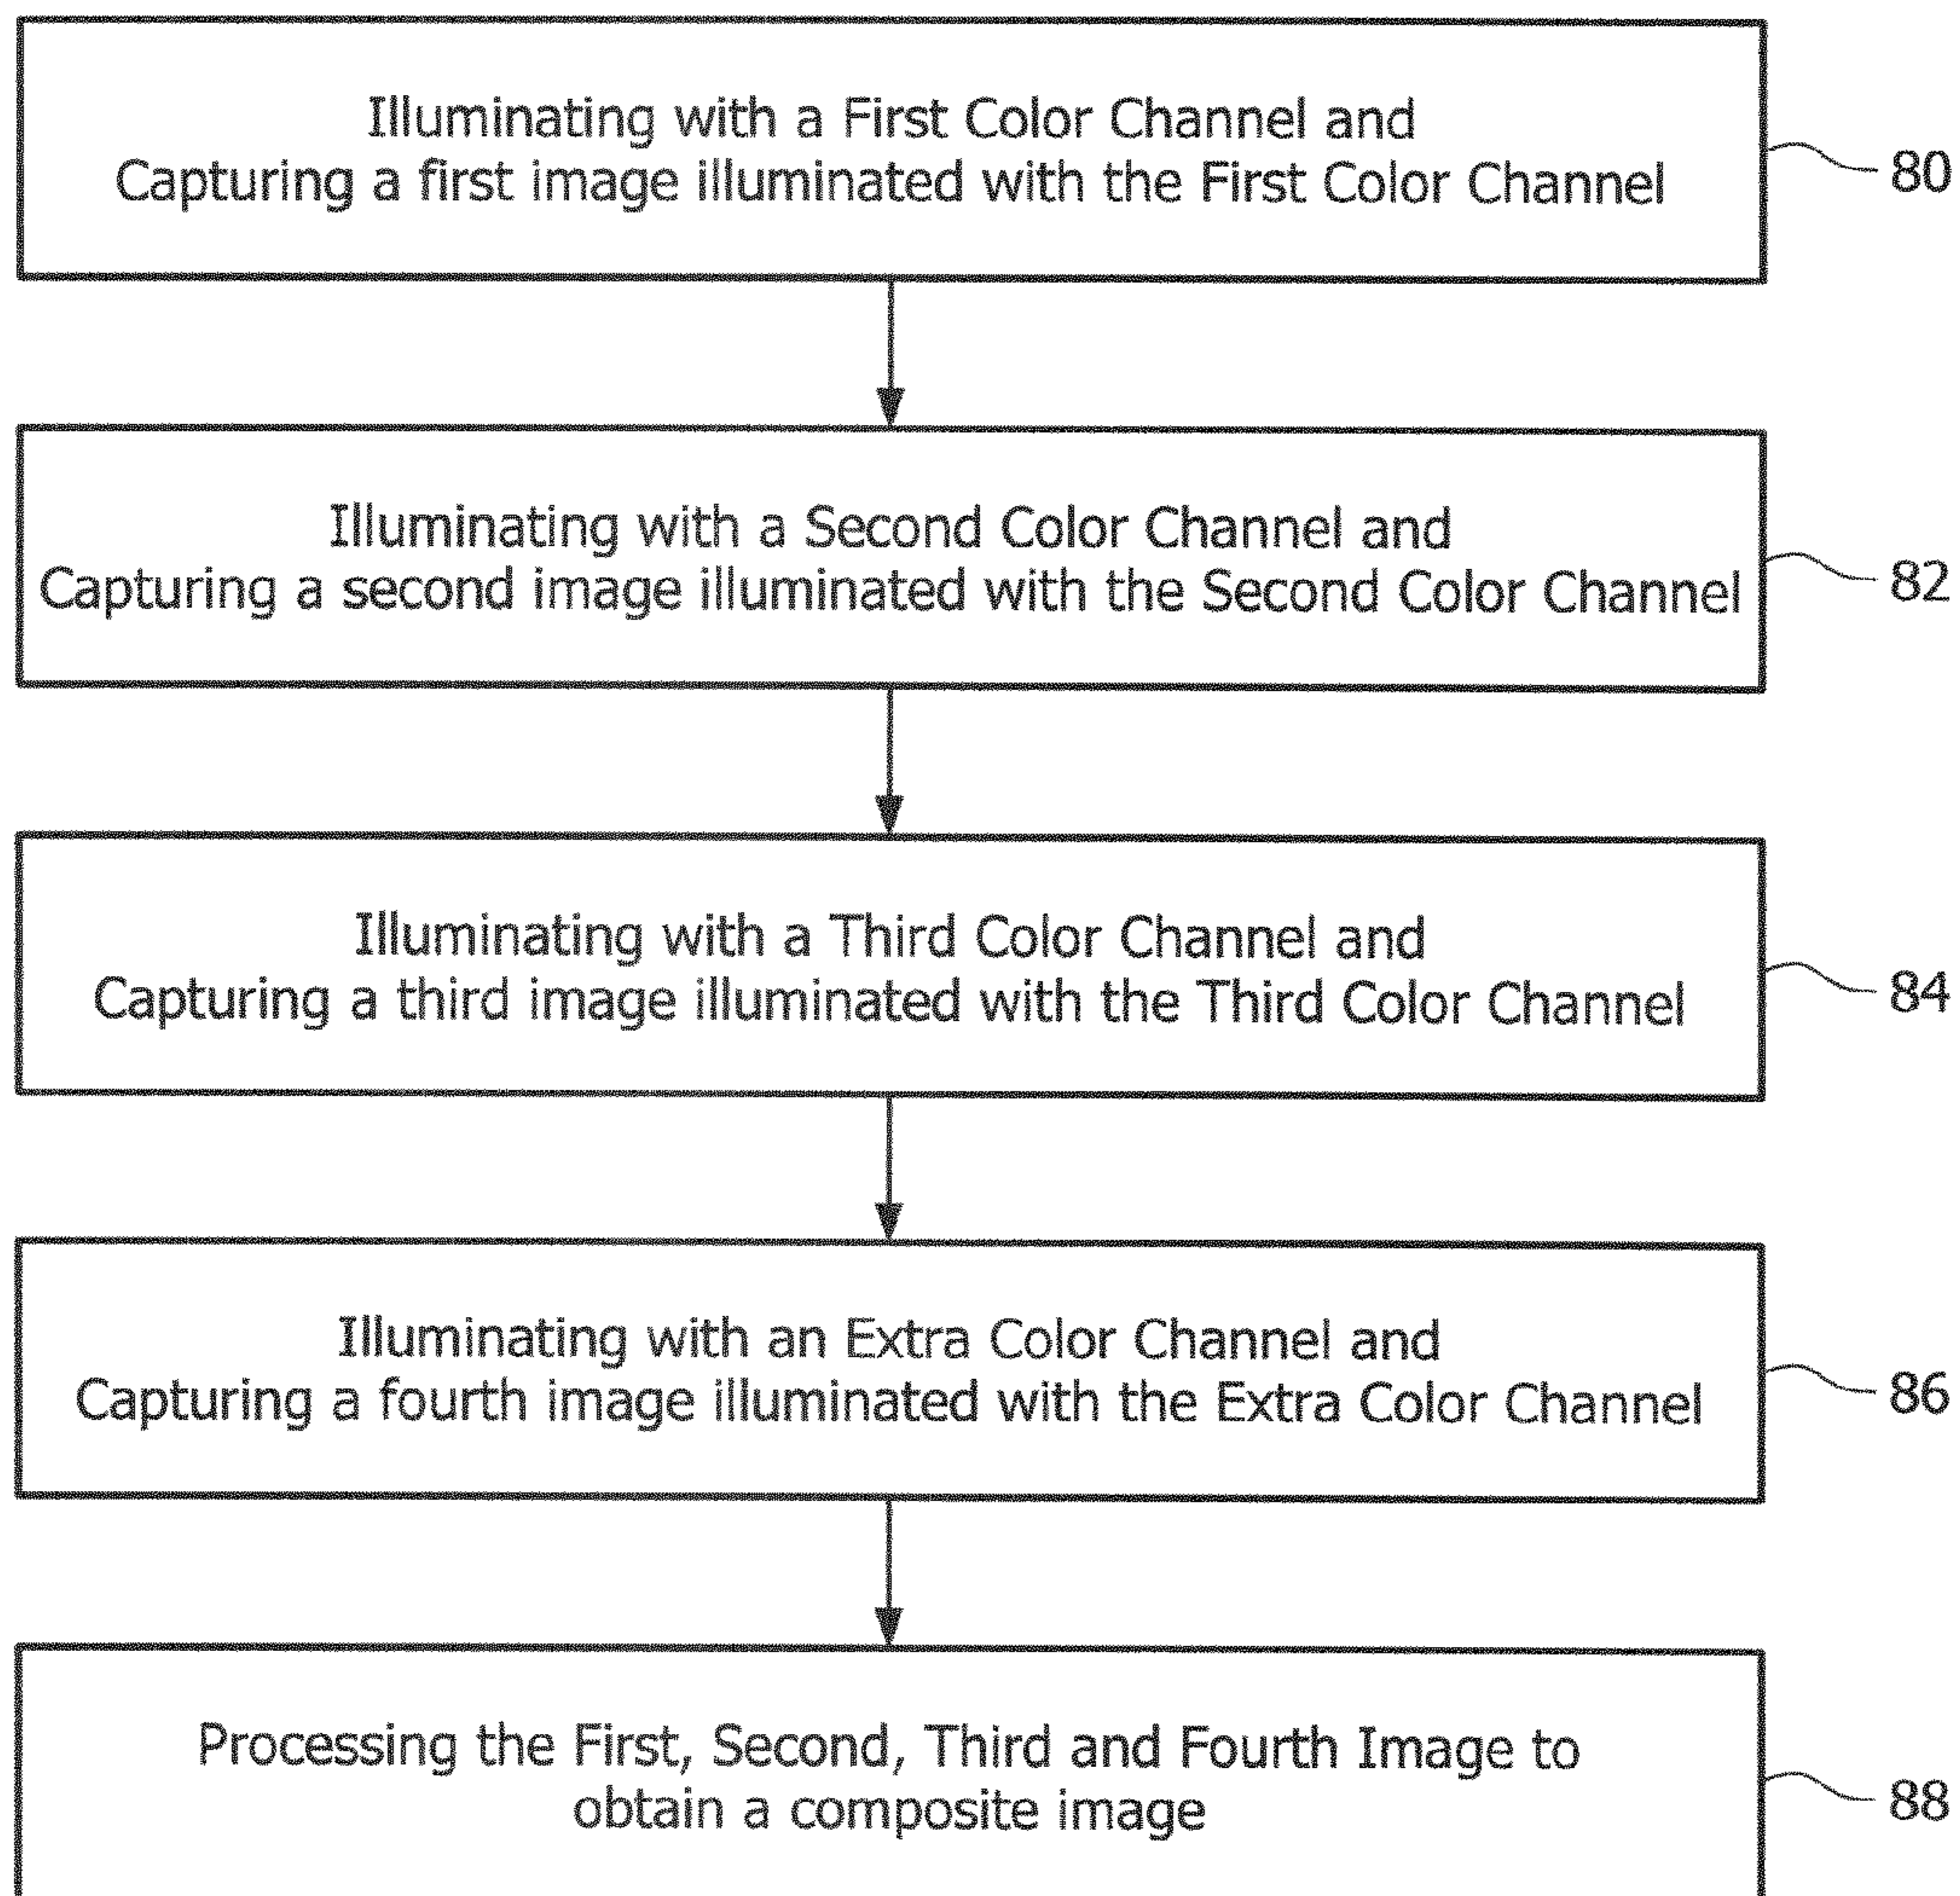 Illuminating with a First Color Channel and
Capturing a first image illuminated with the First Color Channel
80
Illuminating with a Second Color Channel and
Capturing a second image illuminated with the Second Color Channel
82
Illuminating with a Third Color Channel and
Capturing a third image illuminated with the Third Color Channel
84
Illuminating with an Extra Color Channel and
Capturing a fourth image illuminated with the Extra Color Channel
86
Processing the First, Second, Third and Fourth Image to
obtain a composite image
88